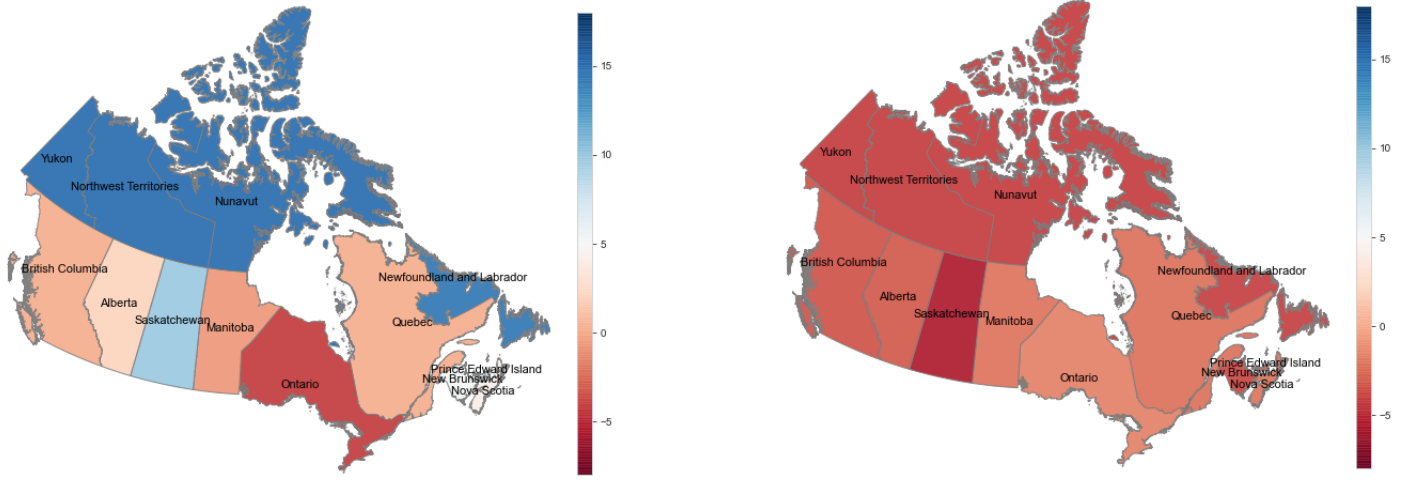 Yukon
Northwest Territories
Nunavut
British Columbia
Alberta
Saskatchewan
Manitoba
Ontario
Quebec
Newfoundland and Labrador
Prince Edward Island
New Brunswick
Nova Scotia
15
10
5
0
−5
Yukon
Northwest Territories
Nunavut
British Columbia
Alberta
Saskatchewan
Manitoba
Ontario
Quebec
Newfoundland and Labrador
Prince Edward Island
New Brunswick
Nova Scotia
15
10
5
0
−5